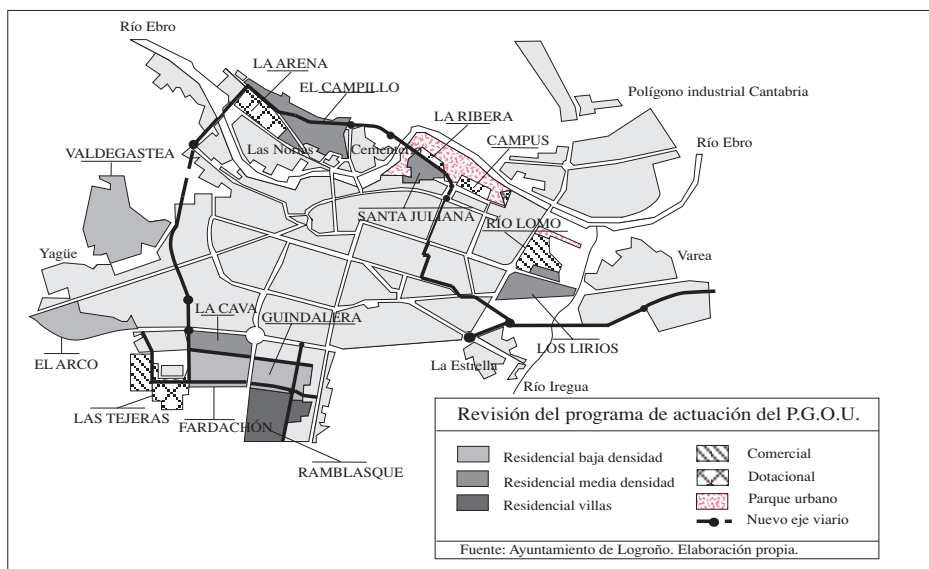 Río Ebro
LA ARENA
EL CAMPILLO
Polígono industrial Cantabria
LA RIBERA
CAMPUS
Río Ebro
VALDEGASTEA
Las Norias
Cementerio
SANTA JULIANA
RÍO LOMO
Yagüe
Varea
LA CAVA
GUINDALERA
EL ARCO
La Estrella
LOS LIRIOS
Río Iregua
LAS TEJERAS
FARDACHÓN
RAMBLASQUE
Revisión del programa de actuación del P.G.O.U.
Residencial baja densidad
Residencial media densidad
Residencial villas
Comercial
Dotacional
Parque urbano
Nuevo eje viario
Fuente: Ayuntamiento de Logroño. Elaboración propia.